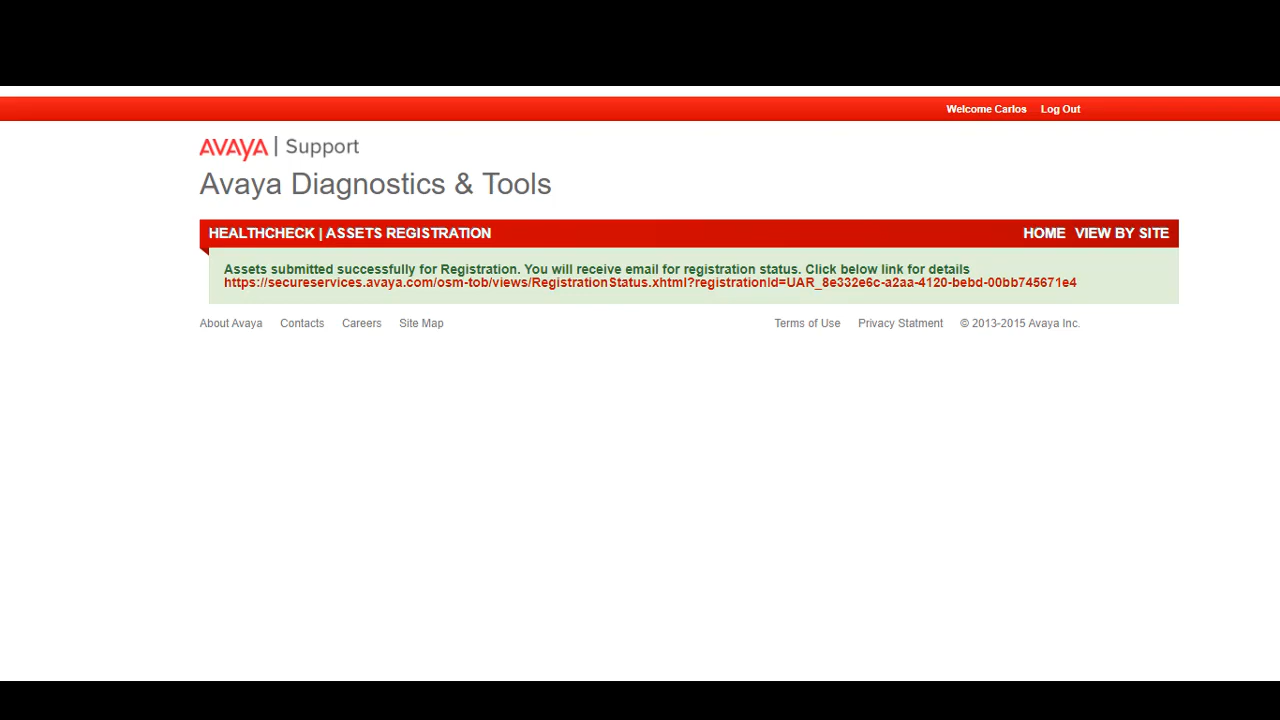 Welcome Carlos Log Out
AVAYA | Support
Avaya Diagnostics & Tools
HEALTHCHECK | ASSETS REGISTRATION HOME VIEW BY SITE
Assets submitted successfully for Registration. You will receive email for registration status. Click below link for details
https://secureservices.avaya.com/osm-tob/views/RegistrationStatus.xhtml?registrationId=UAR_8e332e6c-a2aa-4120-bebd-00bb745671e4
About Avaya Contacts Careers Site Map Terms of Use Privacy Statment © 2013-2015 Avaya Inc.